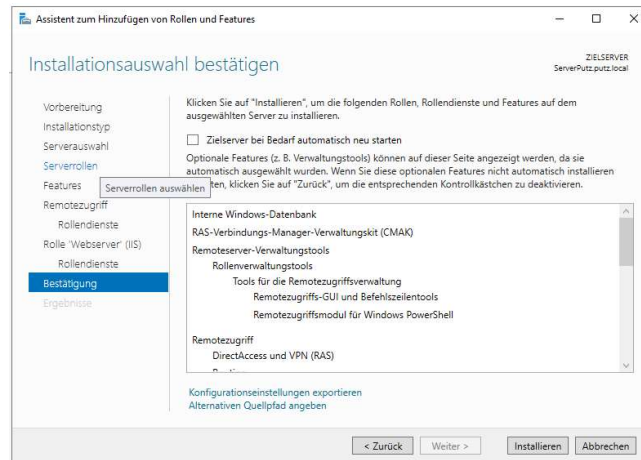 Assistent zum Hinzufügen von Rollen und Features
Installationsauswahl bestätigen
ZIELSERVER
ServerPutz.putz.local
Vorbereitung
Installationstyp
Serverauswahl
Serverrollen
Features
Serverrollen auswählen
Remotezugriff
Rollendienste
Rolle 'Webserver' (IIS)
Rollendienste
Bestätigung
Ergebnisse
Klicken Sie auf "Installieren", um die folgenden Rollen, Rollendienste und Features auf dem
ausgewählten Server zu installieren.
Zielserver bei Bedarf automatisch neu starten
Optionale Features (z. B. Verwaltungstools) können auf dieser Seite angezeigt werden, da sie
automatisch ausgewählt wurden. Wenn Sie diese optionalen Features nicht automatisch installieren
ten, klicken Sie auf "Zurück", um die entsprechenden Kontrollkästchen zu deaktivieren.
Interne Windows-Datenbank
RAS-Verbindungs-Manager-Verwaltungskit (CMAK)
Remoteserver-Verwaltungstools
Rollenverwaltungstools
Tools für die Remotezugriffsverwaltung
Remotezugriffs-GUI und Befehlszeilentools
Remotezugriffsmodul für Windows PowerShell
Remotezugriff
DirectAccess und VPN (RAS)
Konfigurationseinstellungen exportieren
Alternativen Quellpfad angeben
< Zurück
Weiter >
Installieren
Abbrechen